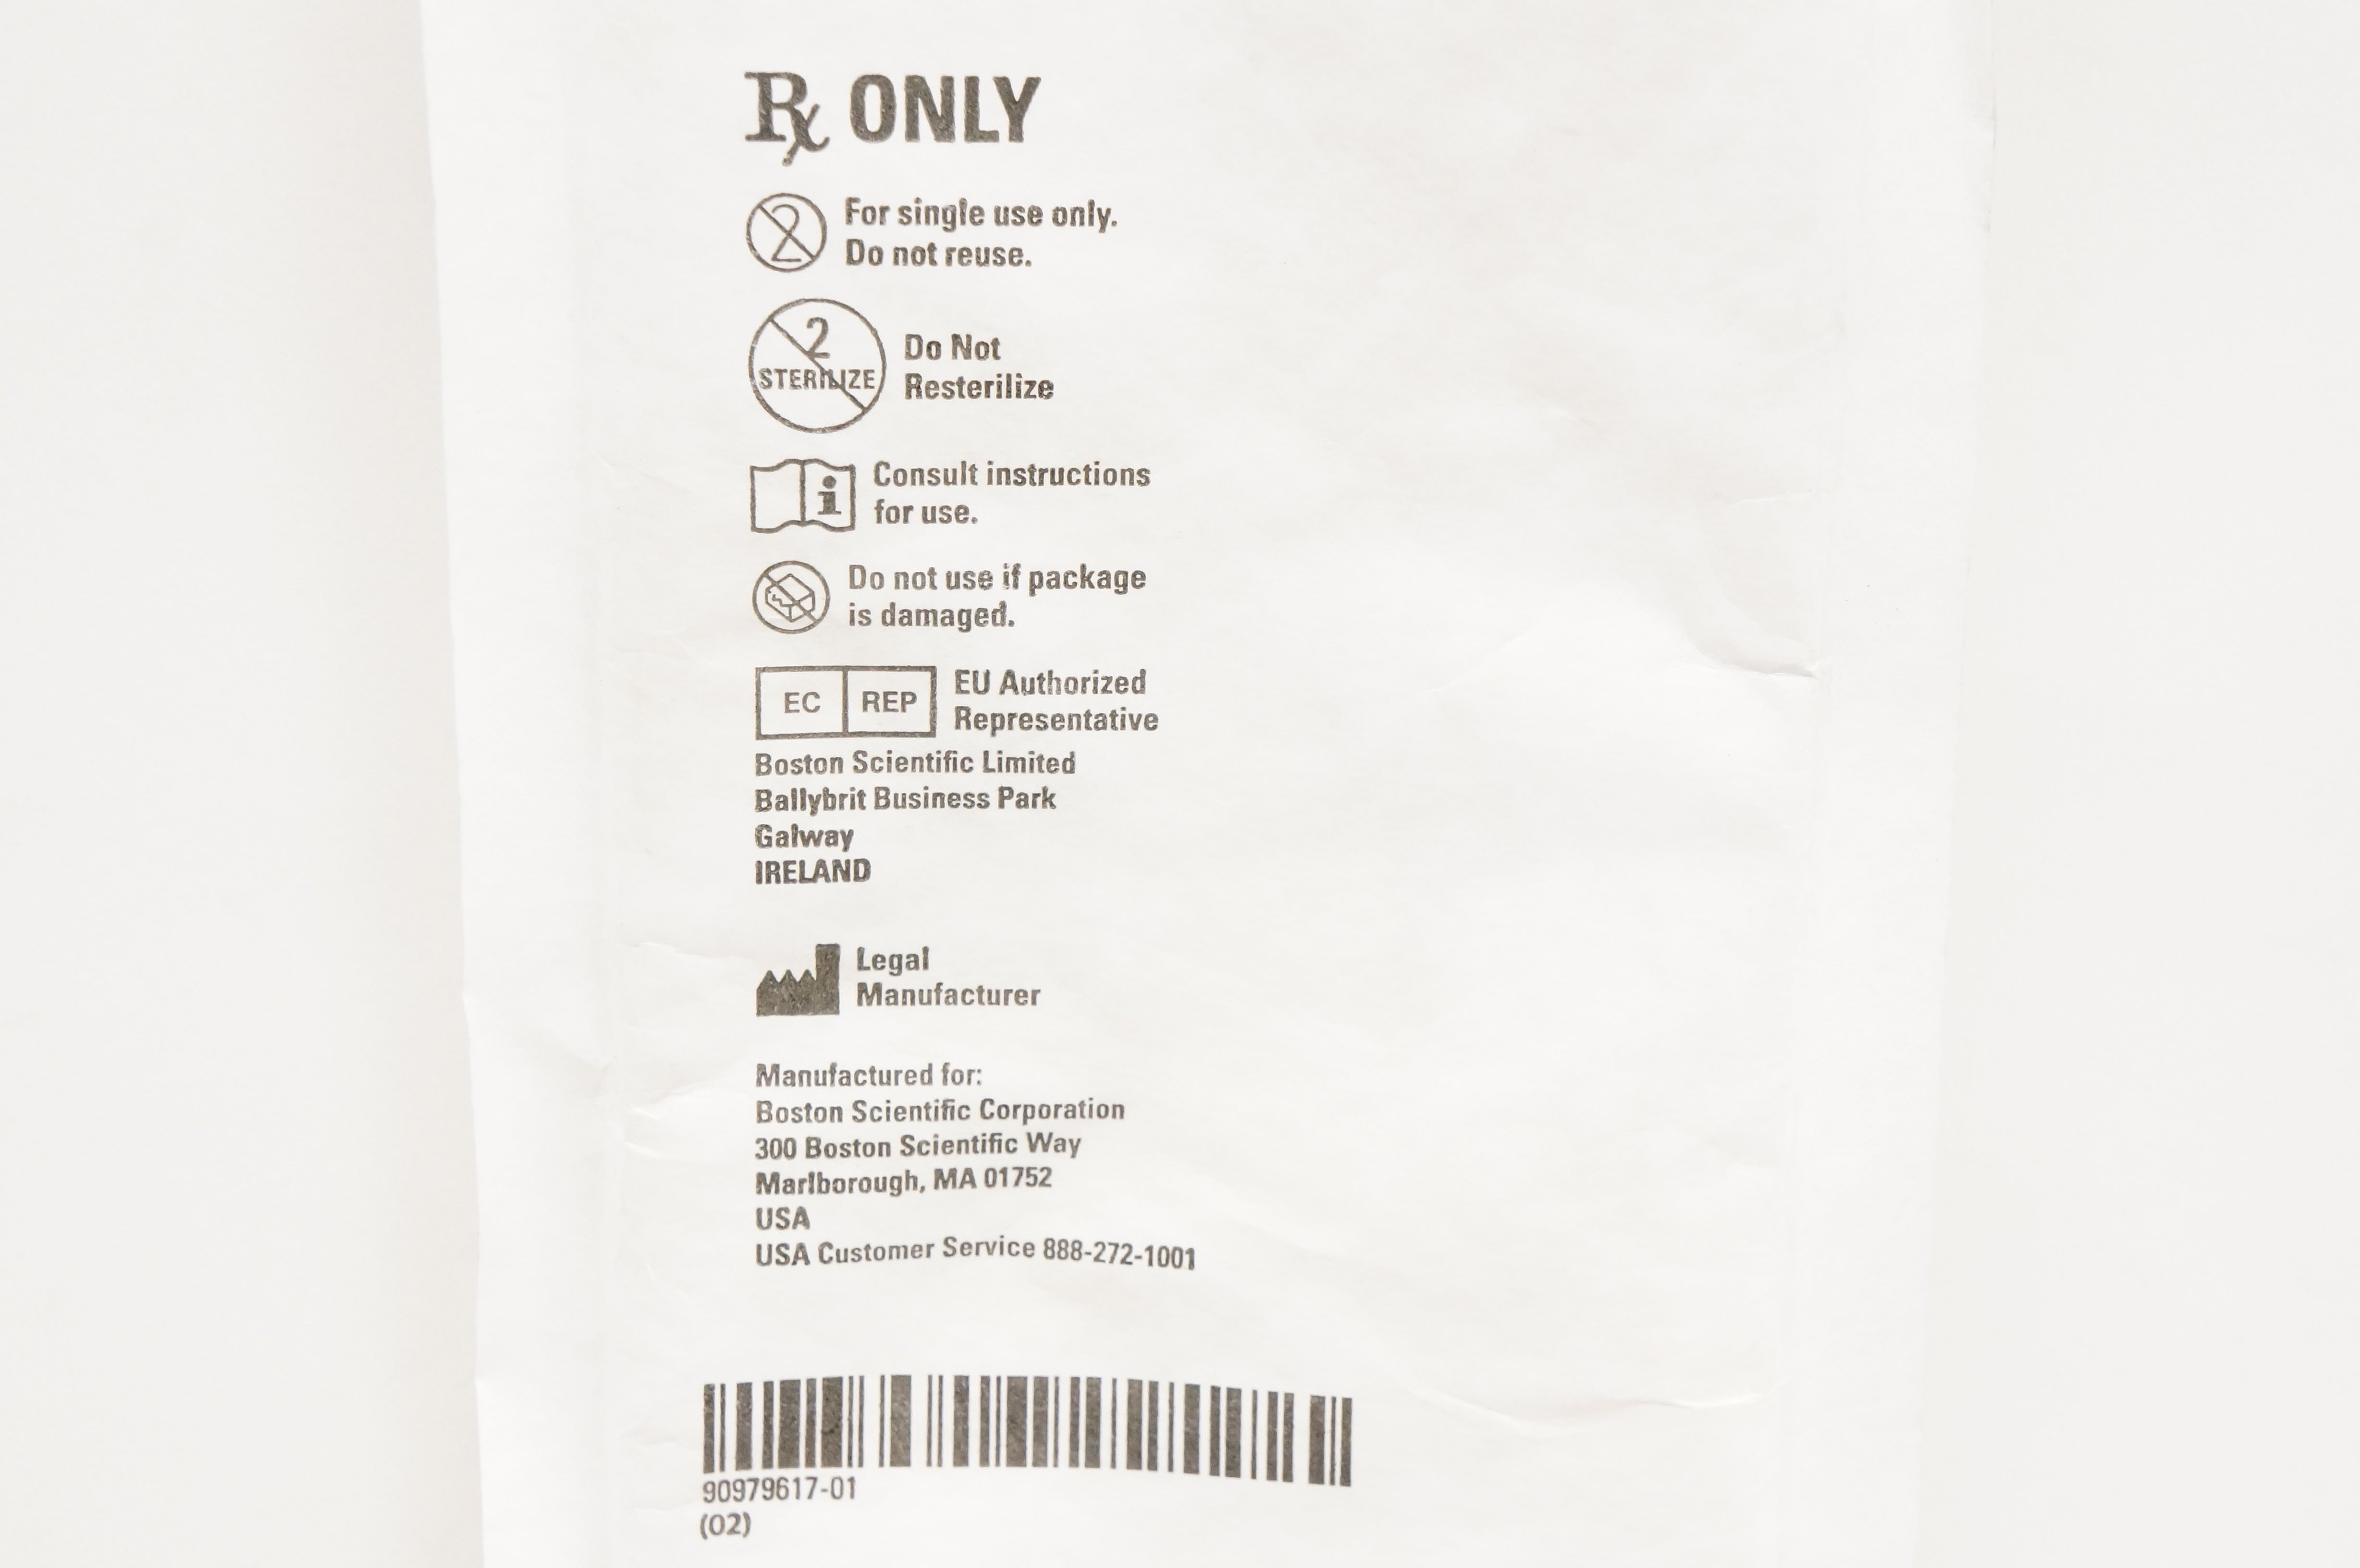 ℞ ONLY
2 For single use only.
Do not reuse.
2
STERILIZE
Do Not
Resterilize
i Consult instructions
for use.
Do not use if package
is damaged.
EC REP EU Authorized
Representative
Boston Scientific Limited
Ballybrit Business Park
Galway
IRELAND
Legal
Manufacturer
Manufactured for:
Boston Scientific Corporation
300 Boston Scientific Way
Marlborough, MA 01752
USA
USA Customer Service 888-272-1001
90979617-01
(02)